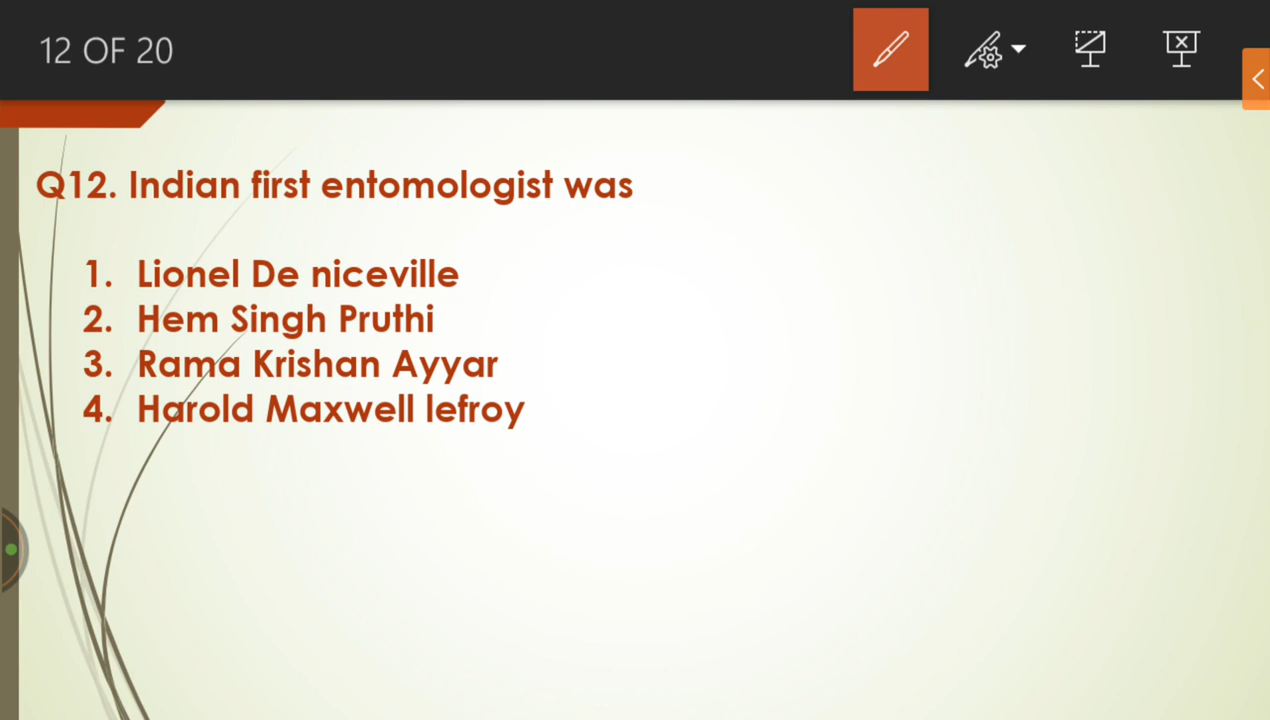 12 OF 20
Q12. Indian first entomologist was
1. Lionel De niceville
2. Hem Singh Pruthi
3. Rama Krishan Ayyar
4. Harold Maxwell lefroy